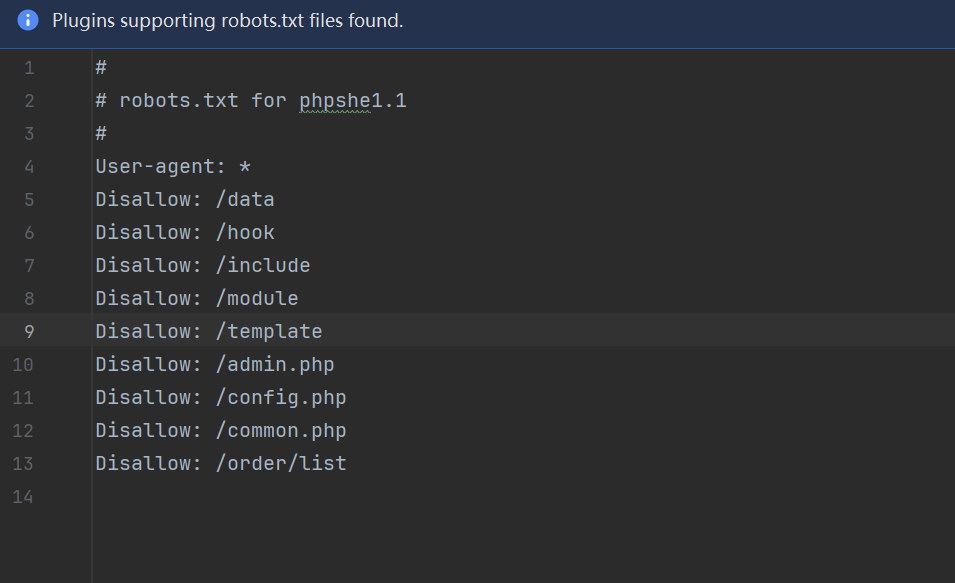 Plugins supporting robots.txt files found.
1 #
2 # robots.txt for phpshe1.1
3 #
4 User-agent: *
5 Disallow: /data
6 Disallow: /hook
7 Disallow: /include
8 Disallow: /module
9 Disallow: /template
10 Disallow: /admin.php
11 Disallow: /config.php
12 Disallow: /common.php
13 Disallow: /order/list
14